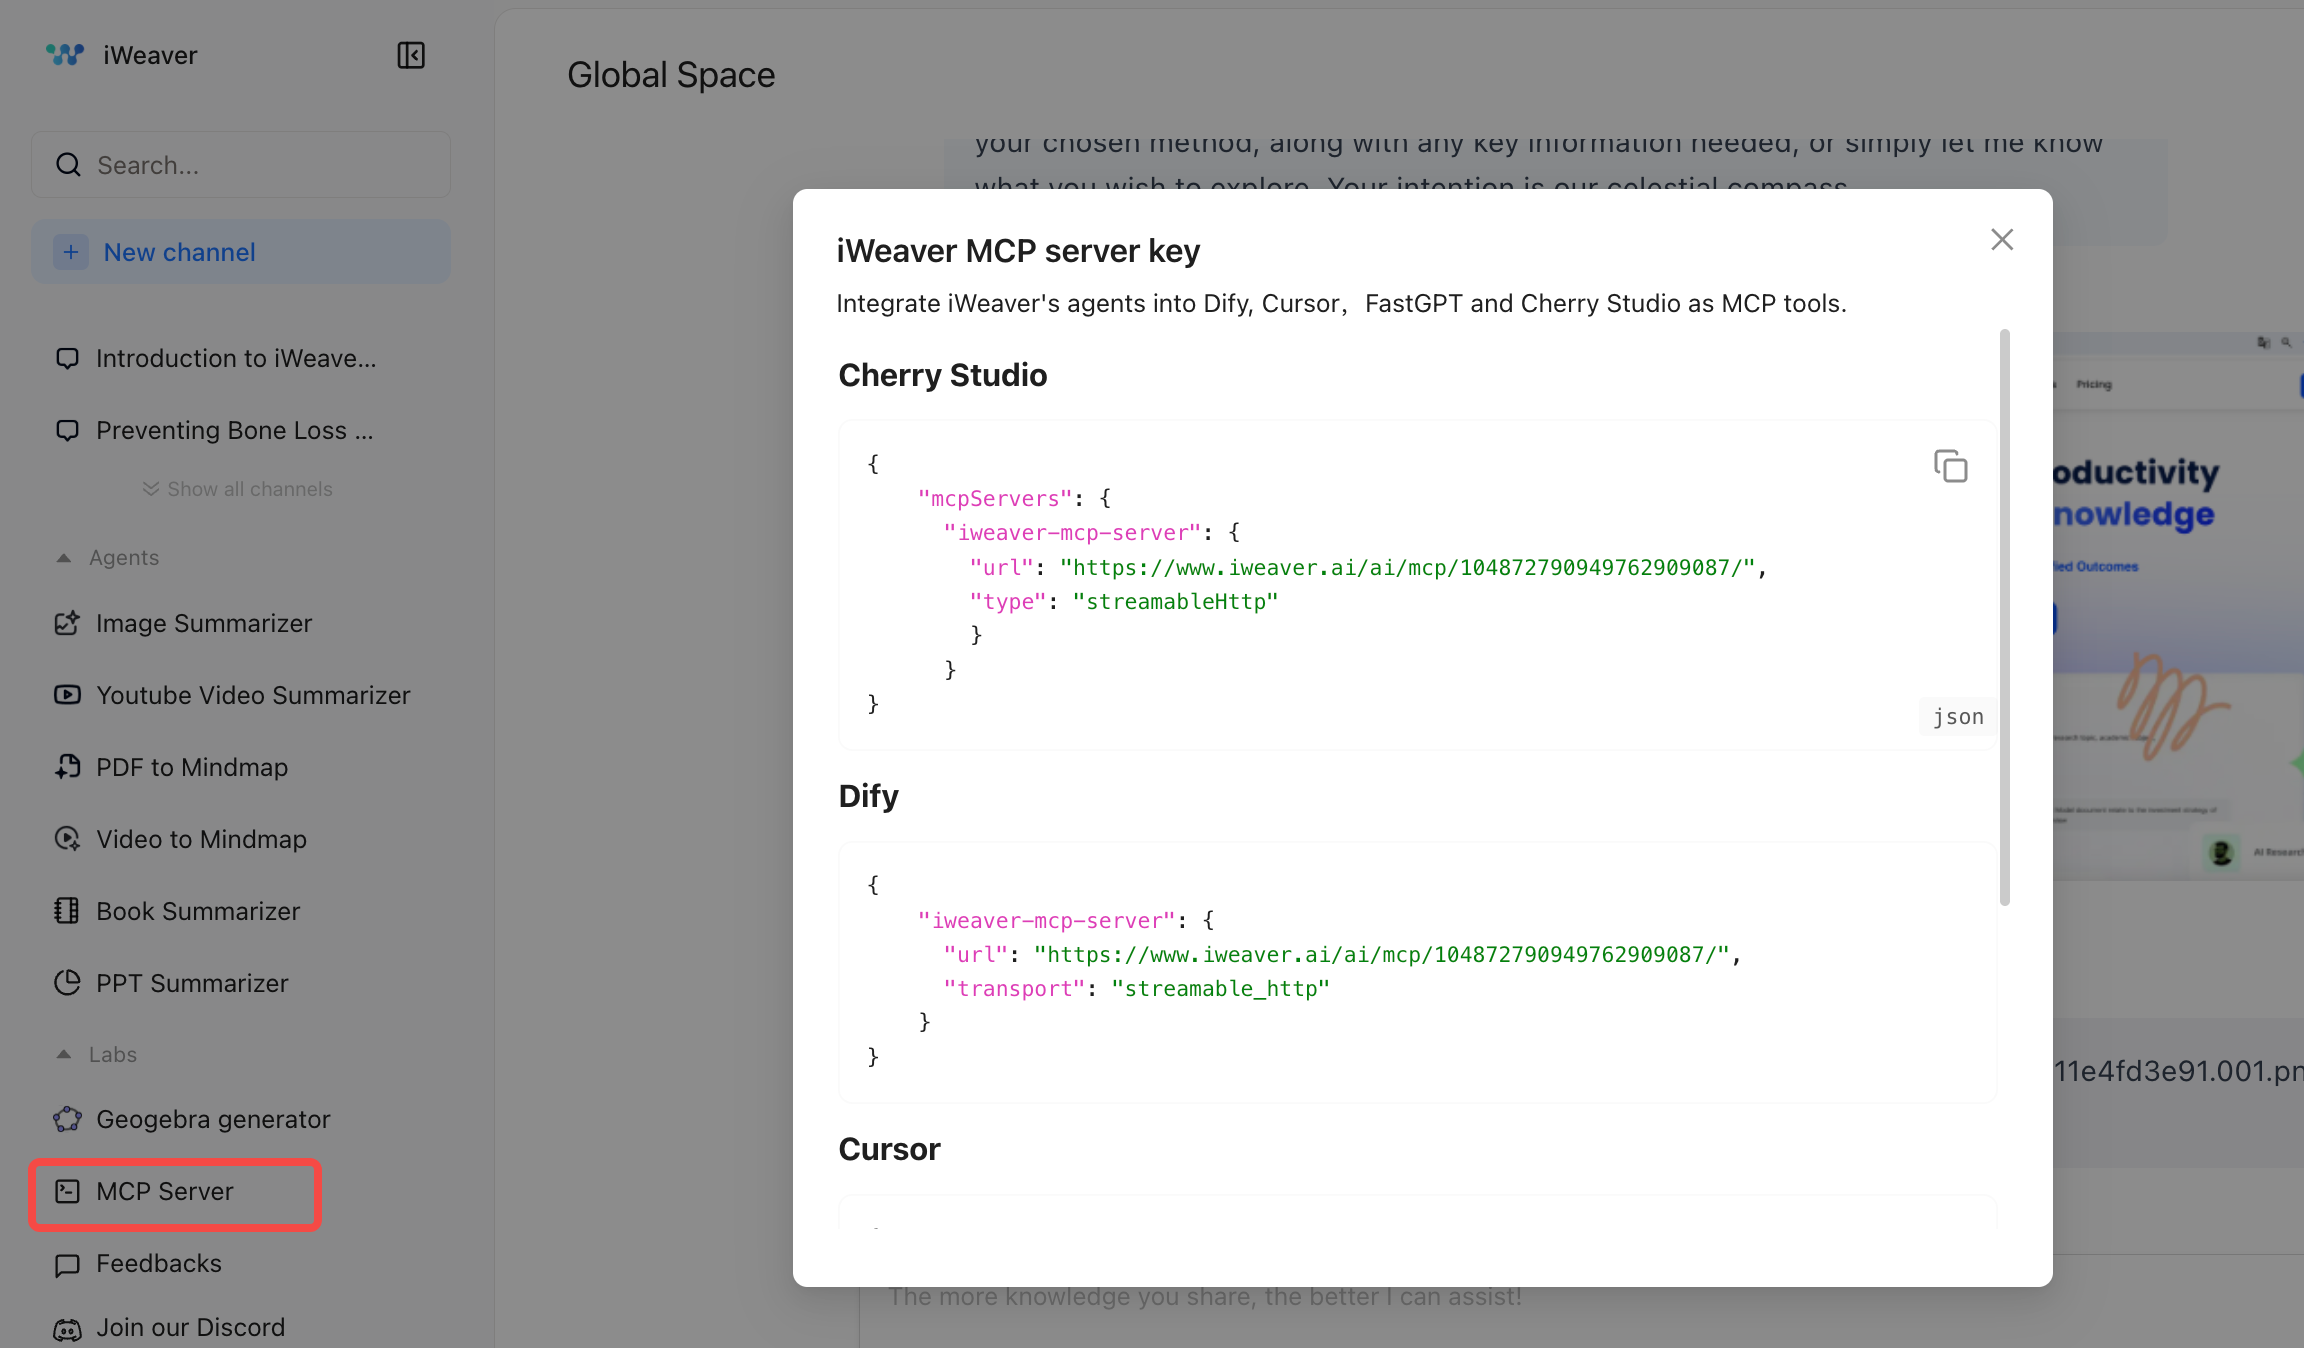 iWeaver
Search...
New channel
Introduction to iWeave...
Preventing Bone Loss ...
Show all channels
Agents
Image Summarizer
Youtube Video Summarizer
PDF to Mindmap
Video to Mindmap
Book Summarizer
PPT Summarizer
Labs
Geogebra generator
MCP Server
Feedbacks
Join our Discord
Global Space
your chosen method, along with any key information needed, or simply let me know
what you wish to explore. Your intention is our celestial compass.
iWeaver MCP server key
Integrate iWeaver's agents into Dify, Cursor，FastGPT and Cherry Studio as MCP tools.
Cherry Studio
{
"mcpServers": {
"iweaver-mcp-server": {
"url": "https://www.iweaver.ai/ai/mcp/104872790949762909087/",
"type": "streamableHttp"
}
}
}
json
Dify
{
"iweaver-mcp-server": {
"url": "https://www.iweaver.ai/ai/mcp/104872790949762909087/",
"transport": "streamable_http"
}
}
Cursor
Pricing
oductivity
nowledge
ied Outcomes
AI Research
11e4fd3e91.001.pn
The more knowledge you share, the better I can assist!